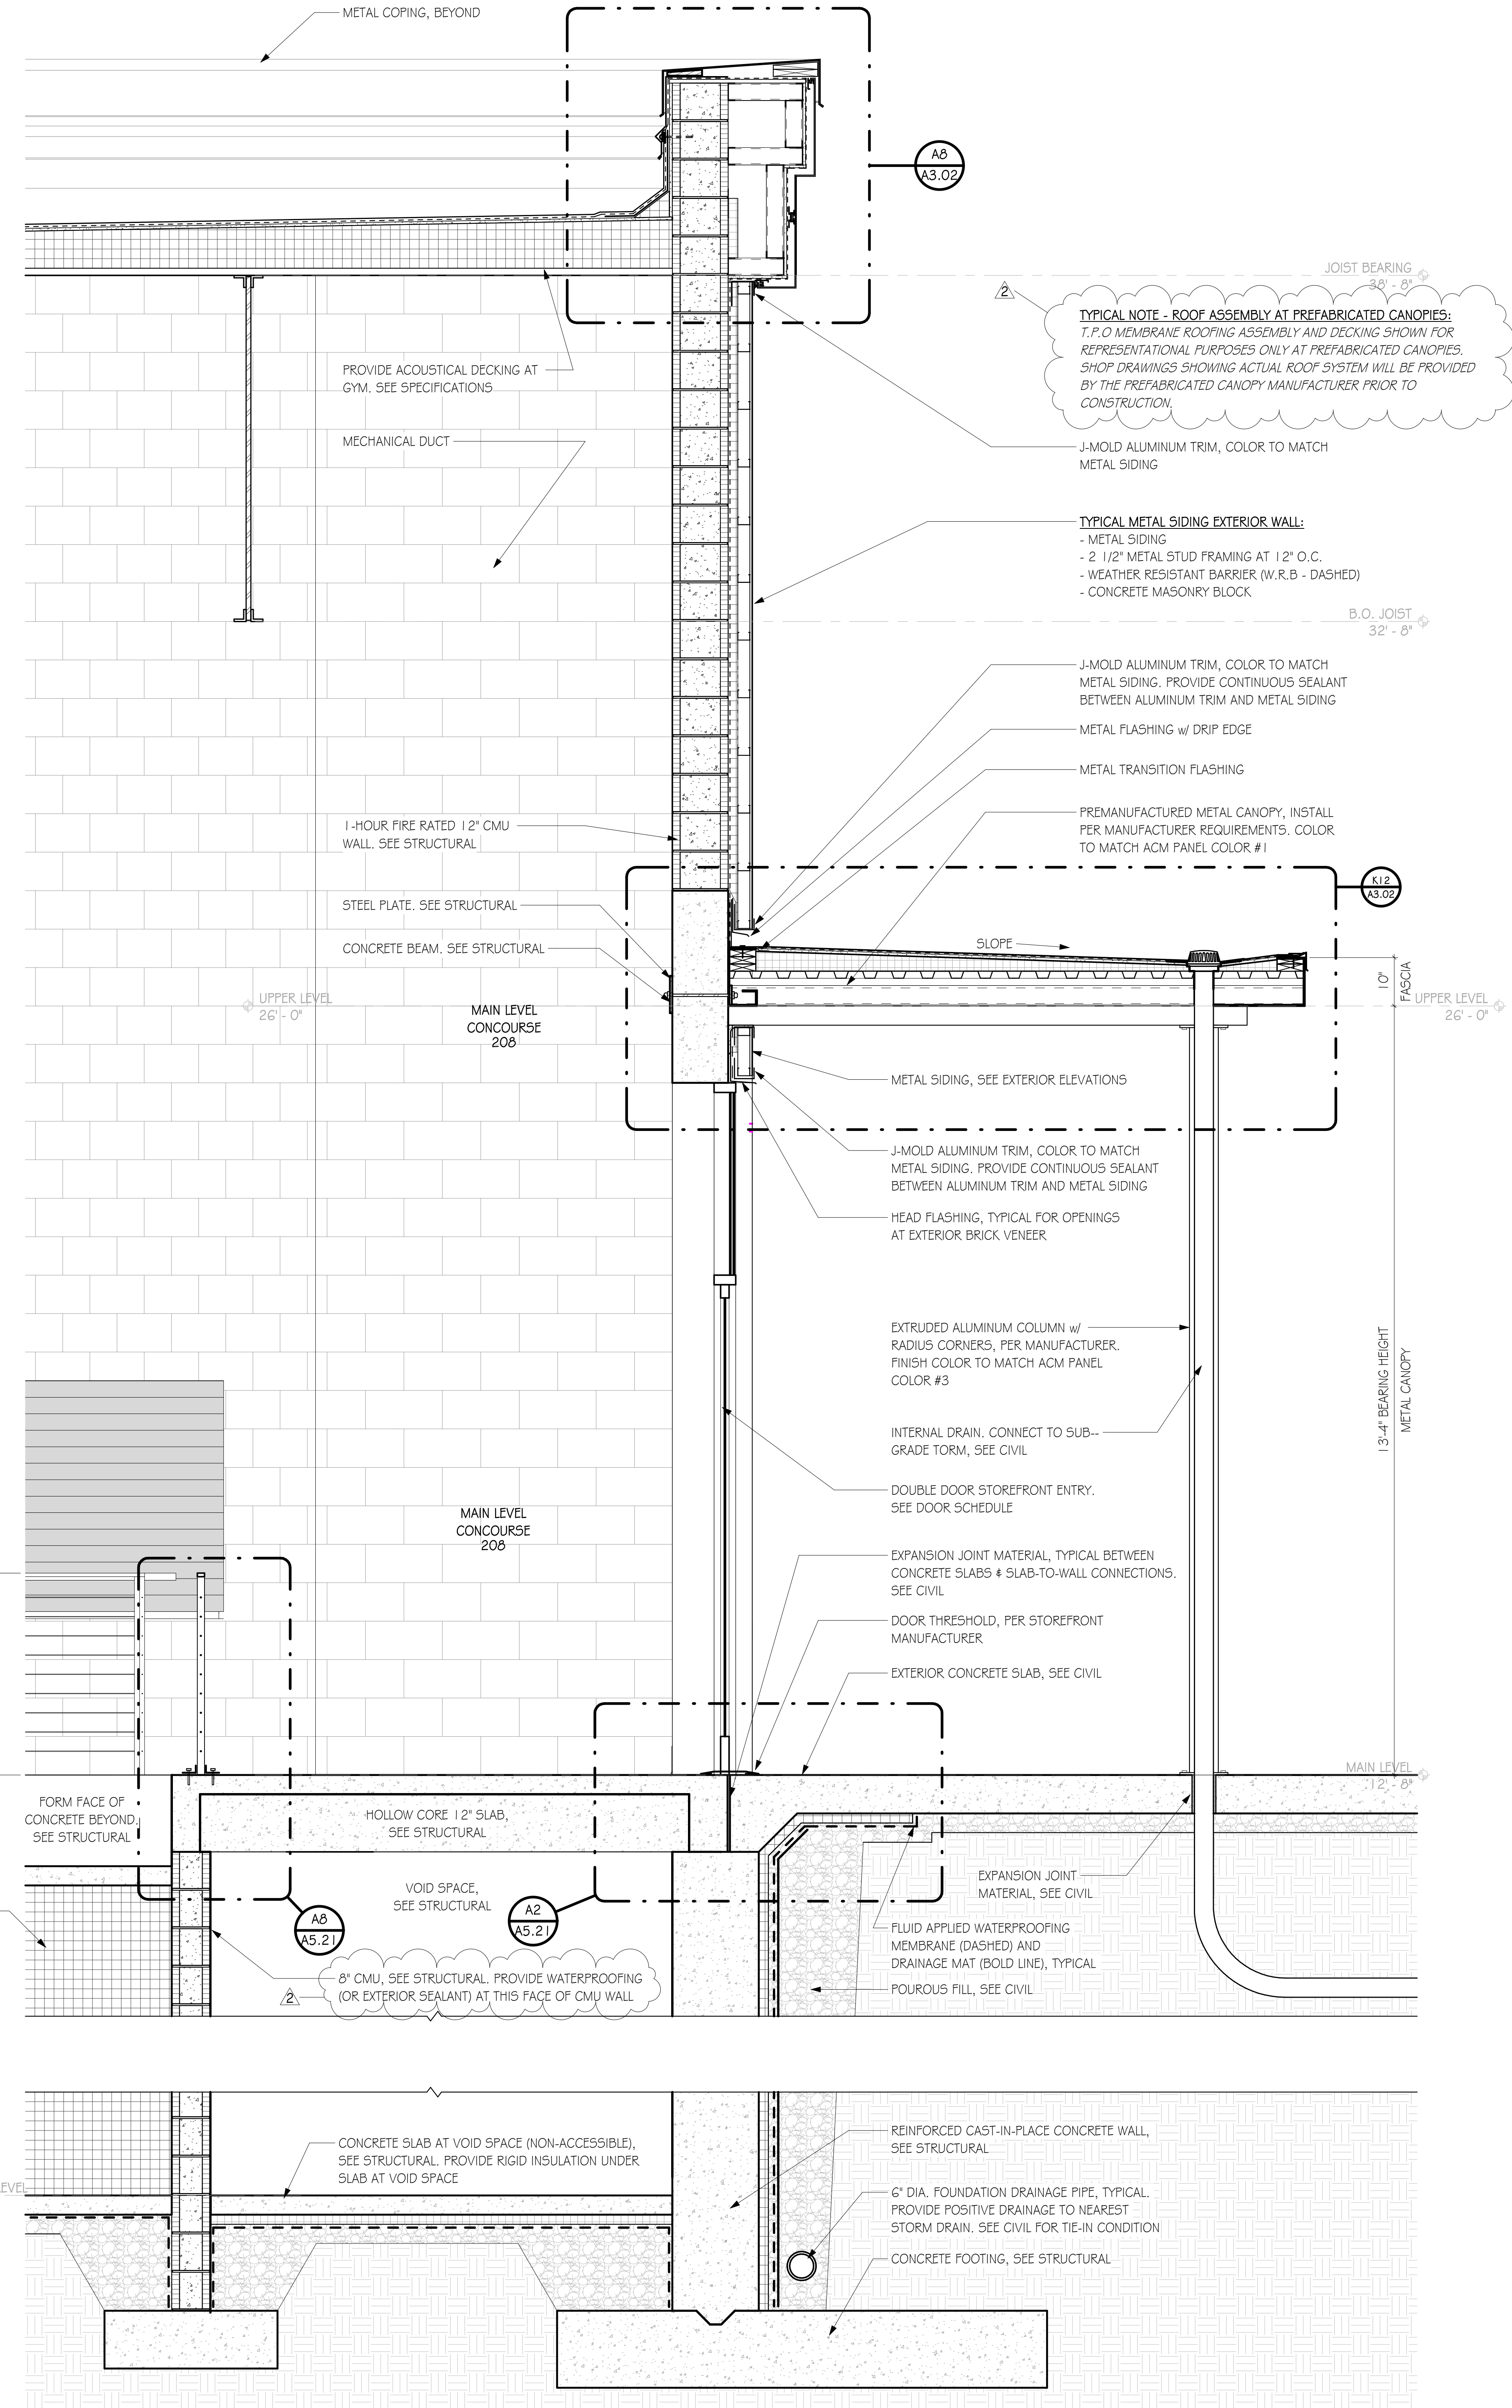 METAL COPING, BEYOND
A8
A3.02
JOIST BEARING
38' - 8"
2
TYPICAL NOTE - ROOF ASSEMBLY AT PREFABRICATED CANOPIES:
T.P.O MEMBRANE ROOFING ASSEMBLY AND DECKING SHOWN FOR
REPRESENTATIONAL PURPOSES ONLY AT PREFABRICATED CANOPIES.
SHOP DRAWINGS SHOWING ACTUAL ROOF SYSTEM WILL BE PROVIDED
BY THE PREFABRICATED CANOPY MANUFACTURER PRIOR TO
CONSTRUCTION.
PROVIDE ACOUSTICAL DECKING AT
GYM. SEE SPECIFICATIONS
MECHANICAL DUCT
J-MOLD ALUMINUM TRIM, COLOR TO MATCH
METAL SIDING
TYPICAL METAL SIDING EXTERIOR WALL:
- METAL SIDING
- 2 1/2" METAL STUD FRAMING AT 12" O.C.
- WEATHER RESISTANT BARRIER (W.R.B - DASHED)
- CONCRETE MASONRY BLOCK
B.O. JOIST
32' - 8"
J-MOLD ALUMINUM TRIM, COLOR TO MATCH
METAL SIDING. PROVIDE CONTINUOUS SEALANT
BETWEEN ALUMINUM TRIM AND METAL SIDING
METAL FLASHING w/ DRIP EDGE
METAL TRANSITION FLASHING
PREMANUFACTURED METAL CANOPY, INSTALL
PER MANUFACTURER REQUIREMENTS. COLOR
TO MATCH ACM PANEL COLOR #1
1-HOUR FIRE RATED 12" CMU
WALL. SEE STRUCTURAL
K12
A3.02
STEEL PLATE. SEE STRUCTURAL
CONCRETE BEAM. SEE STRUCTURAL
SLOPE
10"
FASCIA
UPPER LEVEL
26' - 0"
MAIN LEVEL
CONCOURSE
208
UPPER LEVEL
26' - 0"
METAL SIDING, SEE EXTERIOR ELEVATIONS
J-MOLD ALUMINUM TRIM, COLOR TO MATCH
METAL SIDING. PROVIDE CONTINUOUS SEALANT
BETWEEN ALUMINUM TRIM AND METAL SIDING
HEAD FLASHING, TYPICAL FOR OPENINGS
AT EXTERIOR BRICK VENEER
EXTRUDED ALUMINUM COLUMN w/
RADIUS CORNERS, PER MANUFACTURER.
FINISH COLOR TO MATCH ACM PANEL
COLOR #3
13'-4" BEARING HEIGHT
METAL CANOPY
INTERNAL DRAIN. CONNECT TO SUB--
GRADE TORM, SEE CIVIL
DOUBLE DOOR STOREFRONT ENTRY.
SEE DOOR SCHEDULE
MAIN LEVEL
CONCOURSE
208
EXPANSION JOINT MATERIAL, TYPICAL BETWEEN
CONCRETE SLABS & SLAB-TO-WALL CONNECTIONS.
SEE CIVIL
DOOR THRESHOLD, PER STOREFRONT
MANUFACTURER
EXTERIOR CONCRETE SLAB, SEE CIVIL
MAIN LEVEL
12' - 8"
FORM FACE OF
CONCRETE BEYOND.
SEE STRUCTURAL
HOLLOW CORE 12" SLAB,
SEE STRUCTURAL
VOID SPACE,
SEE STRUCTURAL
EXPANSION JOINT
MATERIAL, SEE CIVIL
A8
A5.21
A2
A5.21
FLUID APPLIED WATERPROOFING
MEMBRANE (DASHED) AND
DRAINAGE MAT (BOLD LINE), TYPICAL
POUROUS FILL, SEE CIVIL
2
8" CMU, SEE STRUCTURAL. PROVIDE WATERPROOFING
(OR EXTERIOR SEALANT) AT THIS FACE OF CMU WALL
CONCRETE SLAB AT VOID SPACE (NON-ACCESSIBLE),
SEE STRUCTURAL. PROVIDE RIGID INSULATION UNDER
SLAB AT VOID SPACE
REINFORCED CAST-IN-PLACE CONCRETE WALL,
SEE STRUCTURAL
EVEL
6" DIA. FOUNDATION DRAINAGE PIPE, TYPICAL.
PROVIDE POSITIVE DRAINAGE TO NEAREST
STORM DRAIN. SEE CIVIL FOR TIE-IN CONDITION
CONCRETE FOOTING, SEE STRUCTURAL